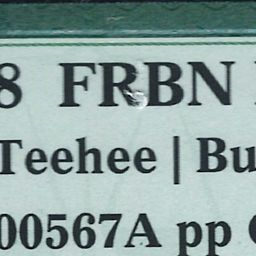 8 FRBN
Teehee | Bu
00567A pp